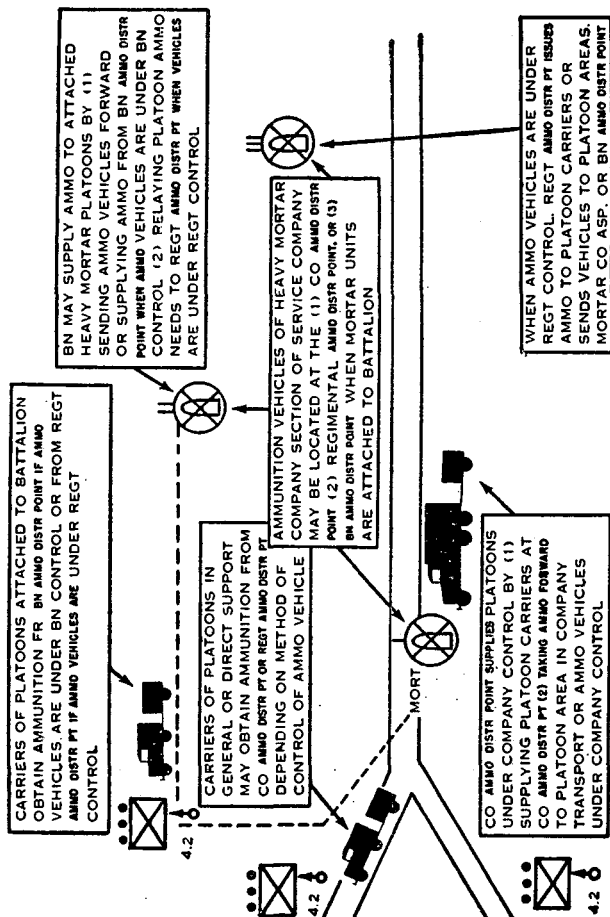 CARRIERS OF PLATOONS ATTACHED TO BATTALION
OBTAIN AMMUNITION FR BN AMMO DISTR POINT IF AMMO
VEHICLES ARE UNDER BN CONTROL OR FROM REGT
AMMO DISTR PT IF AMMO VEHICLES ARE UNDER REGT
CONTROL
BN MAY SUPPLY AMMO TO ATTACHED
HEAVY MORTAR PLATOONS BY (1)
SENDING AMMO VEHICLES FORWARD
OR SUPPLYING AMMO FROM BN AMMO DISTR
POINT WHEN AMMO VEHICLES ARE UNDER BN
CONTROL (2) RELAYING PLATOON AMMO
NEEDS TO REGT AMMO DISTR PT WHEN VEHICLES
ARE UNDER REGT CONTROL
4.2
CARRIERS OF PLATOONS IN
GENERAL OR DIRECT SUPPORT
MAY OBTAIN AMMUNITION FROM
CO AMMO DISTR PT OR REGT AMMO DISTR PT
DEPENDING ON METHOD OF
CONTROL OF AMMO VEHICLE
AMMUNITION VEHICLES OF HEAVY MORTAR
COMPANY SECTION OF SERVICE COMPANY
MAY BE LOCATED AT THE (1) CO AMMO DISTR
POINT (2) REGIMENTAL AMMO DISTR POINT, OR (3)
BN AMMO DISTR POINT WHEN MORTAR UNITS
ARE ATTACHED TO BATTALION
4.2
MORT
4.2
CO AMMO DISTR POINT SUPPLIES PLATOONS
UNDER COMPANY CONTROL BY (1)
SUPPLYING PLATOON CARRIERS AT
CO AMMO DISTR PT (2) TAKING AMMO FORWARD
TO PLATOON AREA IN COMPANY
TRANSPORT OR AMMO VEHICLES
UNDER COMPANY CONTROL
WHEN AMMO VEHICLES ARE UNDER
REGT CONTROL. REGT AMMO DISTR PT ISSUES
AMMO TO PLATOON CARRIERS OR
SENDS VEHICLES TO PLATOON AREAS.
MORTAR CO ASP. OR BN AMMO DISTR POINT